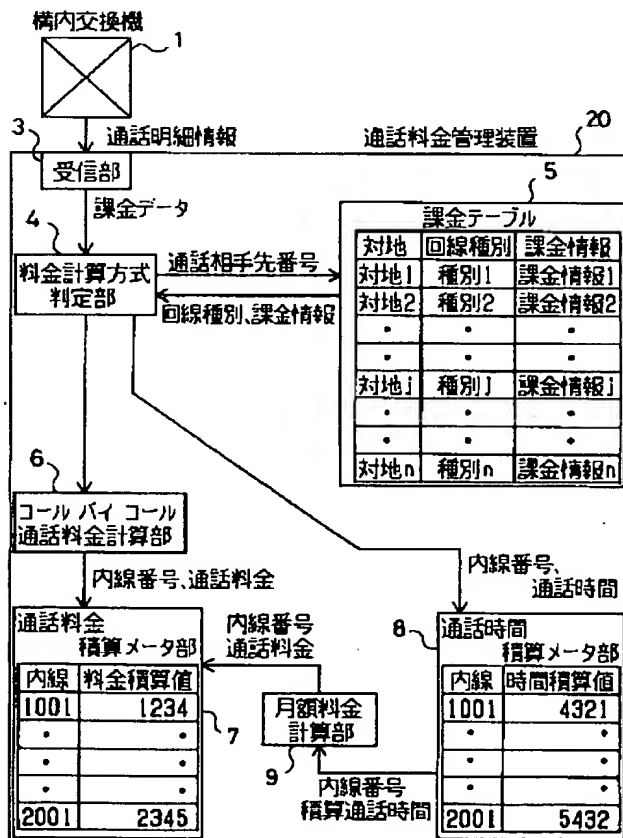 構内交換機
1
通話明細情報
通話料金管理装置
20
3
受信部
課金データ
4
料金計算方式
判定部
通話相手先番号
回線種別、課金情報
5
課金テーブル
対地 回線種別 課金情報
対地1 種別1 課金情報1
対地2 種別2 課金情報2
・ ・ ・
・ ・ ・
対地j 種別j 課金情報j
・ ・ ・
・ ・ ・
対地n 種別n 課金情報n
6
コール バイ コール
通話料金計算部
内線番号、通話料金
内線番号、
通話時間
通話料金
積算メータ部
内線 料金積算値
1001 1234
・ ・
・ ・
・ ・
2001 2345
7
内線番号
通話料金
月額料金
計算部
9
内線番号
積算通話時間
8
通話時間
積算メータ部
内線 時間積算値
1001 4321
・ ・
・ ・
・ ・
2001 5432